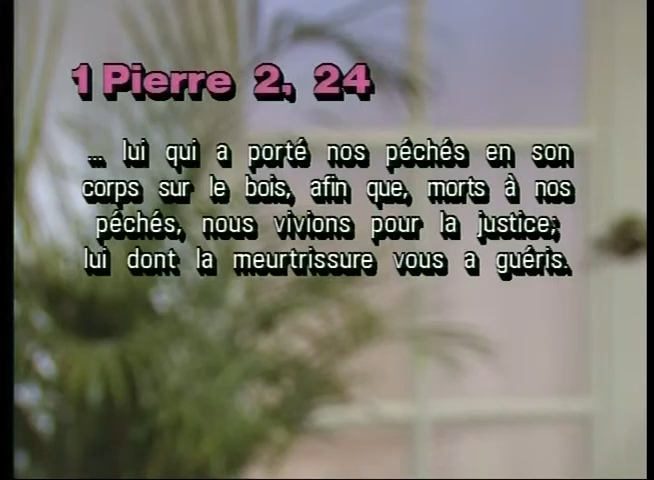 1 Pierre 2, 24
... lui qui a porté nos péchés en son
corps sur le bois, afin que, morts à nos
péchés, nous vivions pour la justice;
lui dont la meurtrissure vous a guéris.